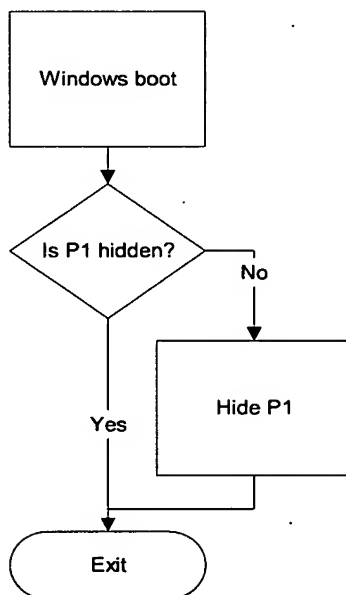 Windows boot
Is P1 hidden?
No
Hide P1
Yes
Exit